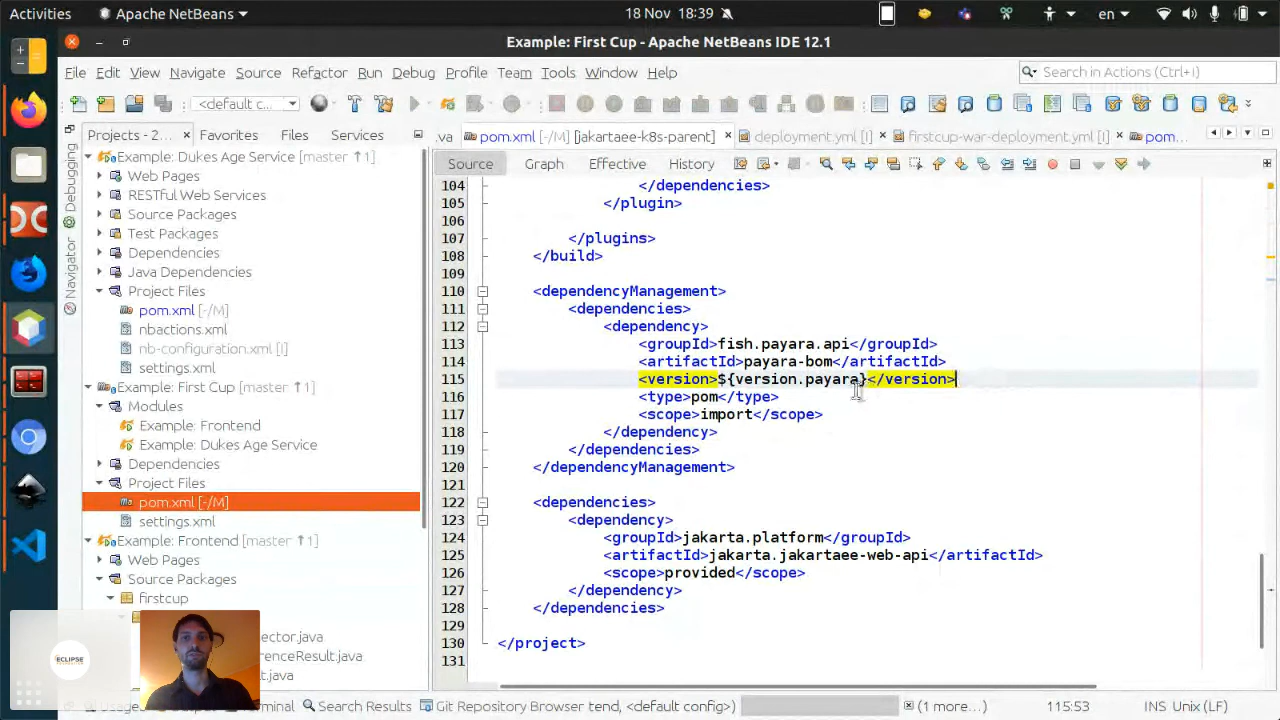 Activities
Apache NetBeans
18 Nov 18:39
en
Example: First Cup - Apache NetBeans IDE 12.1
File Edit View Navigate Source Refactor Run Debug Profile Team Tools Window Help
Search in Actions (Ctrl+I)
<default c...
Projects - 2...
Favorites
Files
Services
.va
pom.xml [-/M] [jakartaee-k8s-parent]
deployment.yml [I]
firstcup-war-deployment.yml [I]
pom...
Debugging
Navigator
Source
Graph
Effective
History
Example: Dukes Age Service [master ↑1]
Web Pages
RESTful Web Services
Source Packages
Test Packages
Dependencies
Java Dependencies
Project Files
pom.xml [-/M]
nbactions.xml
nb-configuration.xml [I]
settings.xml
Example: First Cup [master ↑1]
Modules
Example: Frontend
Example: Dukes Age Service
Dependencies
Project Files
pom.xml [-/M]
settings.xml
Example: Frontend [master ↑1]
Web Pages
Source Packages
firstcup
ector.java
erenceResult.java
t.java
104 </dependencies>
105 </plugin>
106
107 </plugins>
108 </build>
109
110 <dependencyManagement>
111 <dependencies>
112 <dependency>
113 <groupId>fish.payara.api</groupId>
114 <artifactId>payara-bom</artifactId>
115 <version>${version.payara}</version>
116 <type>pom</type>
117 <scope>import</scope>
118 </dependency>
119 </dependencies>
120 </dependencyManagement>
121
122 <dependencies>
123 <dependency>
124 <groupId>jakarta.platform</groupId>
125 <artifactId>jakarta.jakartaee-web-api</artifactId>
126 <scope>provided</scope>
127 </dependency>
128 </dependencies>
129
130 </project>
131
ECLIPSE
FOUNDATION
Search Results
Git Repository Browser
tend, <default config>)
(1 more...)
115:53
INS
Unix (LF)